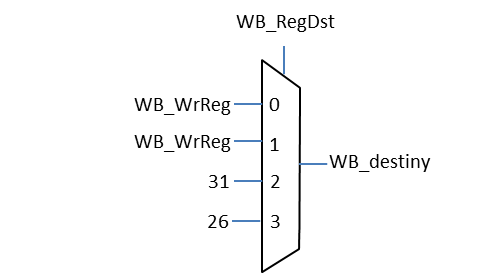 WB_RegDst
WB_WrReg 0
WB_WrReg 1
WB_destiny
31 2
26 3